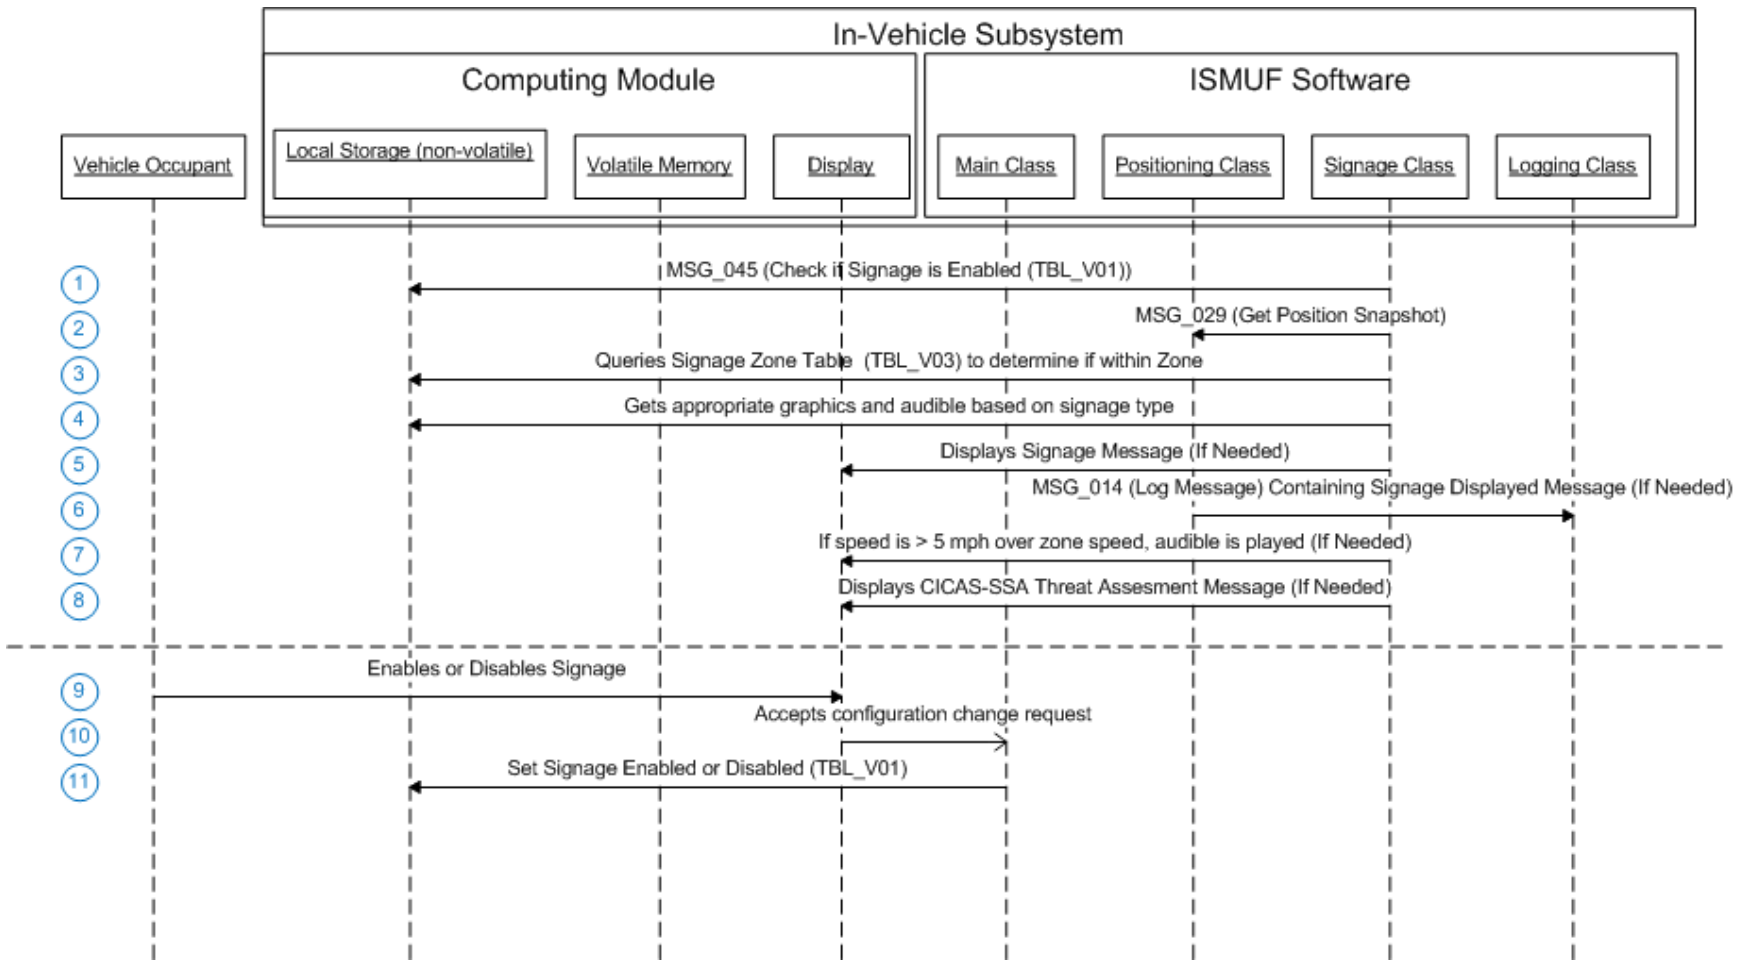 In-Vehicle Subsystem
Computing Module
ISMUF Software
Vehicle Occupant
Local Storage (non-volatile)
Volatile Memory
Display
Main Class
Positioning Class
Signage Class
Logging Class
1
MSG_045 (Check if Signage is Enabled (TBL_V01))
2
MSG_029 (Get Position Snapshot)
3
Queries Signage Zone Table (TBL_V03) to determine if within Zone
4
Gets appropriate graphics and audible based on signage type
5
Displays Signage Message (If Needed)
6
MSG_014 (Log Message) Containing Signage Displayed Message (If Needed)
7
If speed is > 5 mph over zone speed, audible is played (If Needed)
8
Displays CICAS-SSA Threat Assesment Message (If Needed)
9
Enables or Disables Signage
10
Accepts configuration change request
11
Set Signage Enabled or Disabled (TBL_V01)